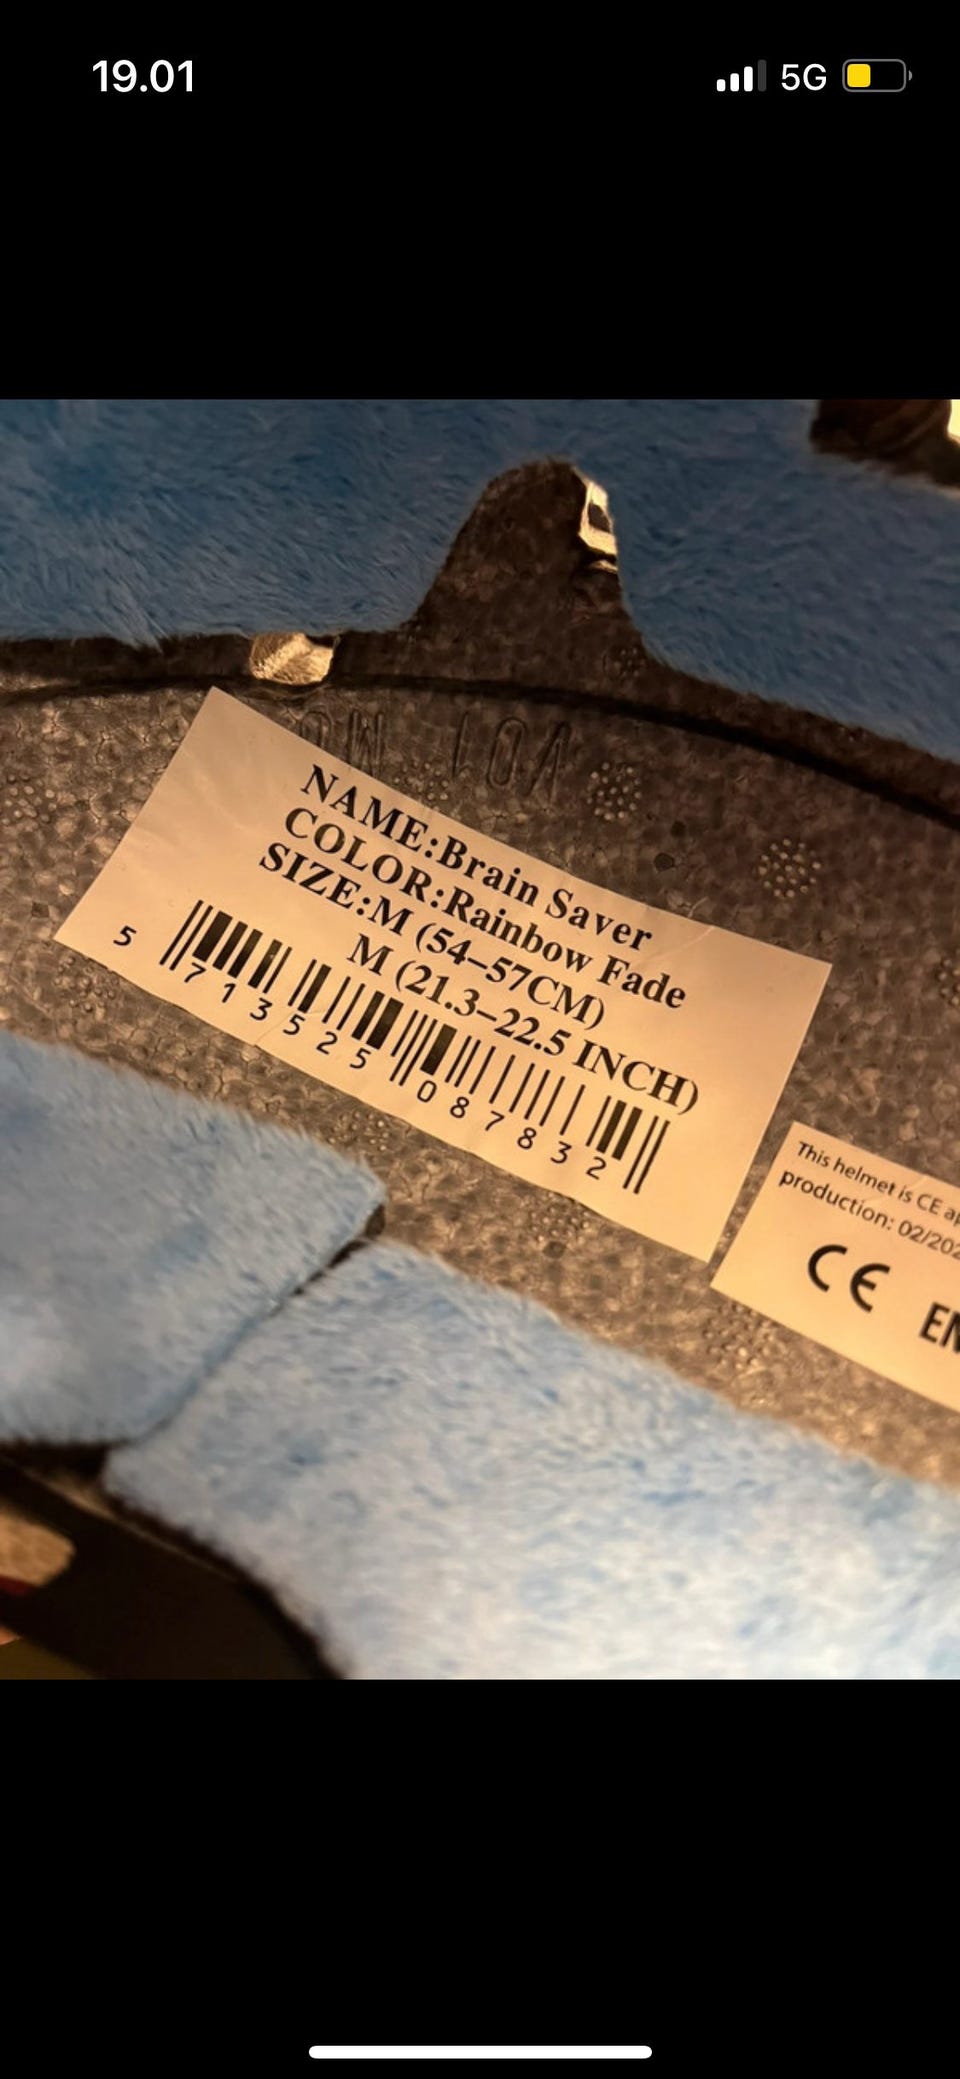 19.01
5G
NAME:Brain Saver
COLOR:Rainbow Fade
SIZE:M (54–57CM)
M (21.3–22.5 INCH)
5 713525 087832
This helmet is CE
production: 02/202
CE